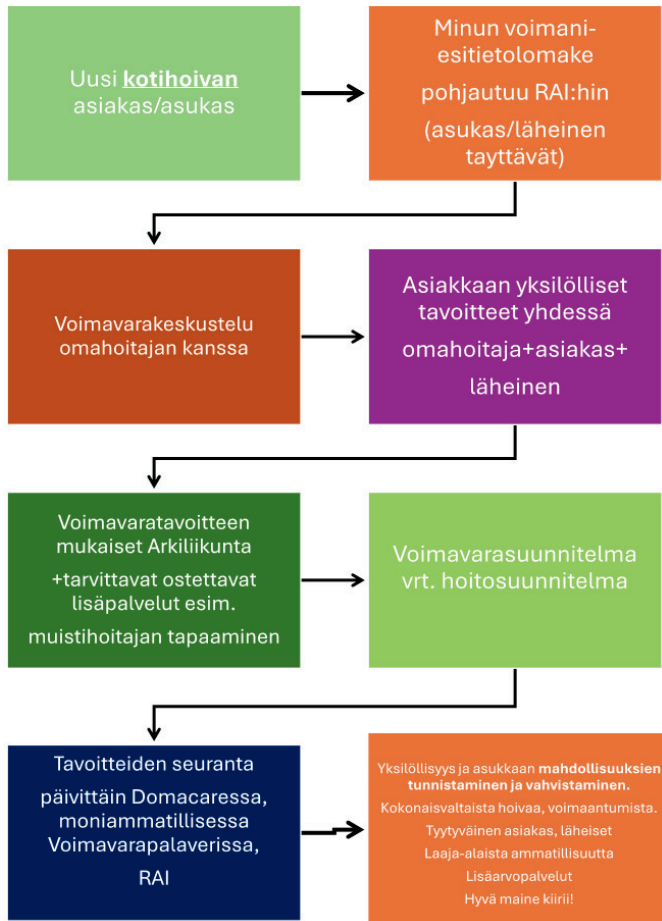 Uusi kotihoivan
asiakas/asukas
Minun voimani-
esitietolomake
pohjautuu RAI:hin
(asukas/läheinen
tayttävät)
Voimavarakeskustelu
omahoitajan kanssa
Asiakkaan yksilölliset
tavoitteet yhdessä
omahoitaja+asiakas+
läheinen
Voimavaratavoitteen
mukaiset Arkiliikunta
+tarvittavat ostettavat
lisäpalvelut esim.
muistihoitajan tapaaminen
Voimavarasuunnitelma
vrt. hoitosuunnitelma
Tavoitteiden seuranta
päivittäin Domacaressa,
moniammatillisessa
Voimavarapalaverissa,
RAI
Yksilöllisyys ja asukkaan mahdollisuuksien
tunnistaminen ja vahvistaminen.
Kokonaisvaltaista hoivaa, voimaantumista.
Tyytyväinen asiakas, läheiset
Laaja-alaista ammatillisuutta
Lisäarvopalvelut
Hyvä maine kiirii!